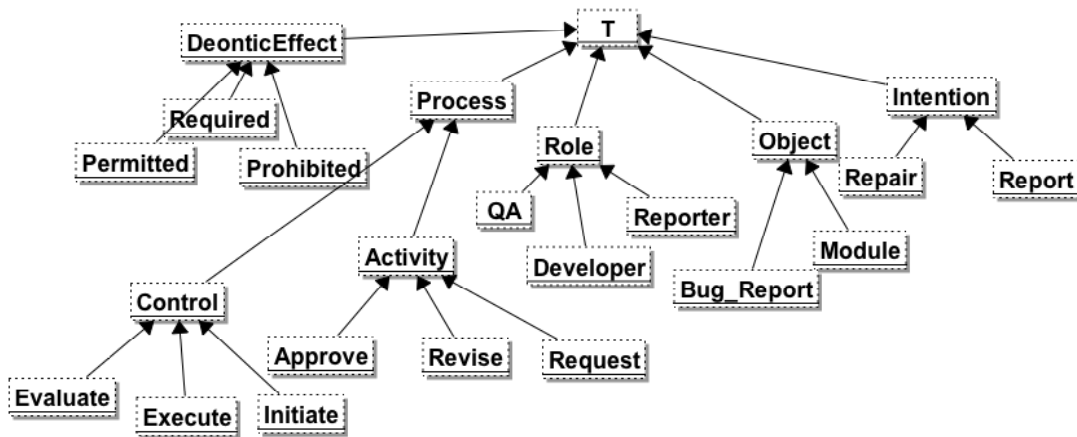 T
DeonticEffect
Process
Intention
Required
Role
Object
Permitted
Prohibited
Repair
Report
QA
Reporter
Activity
Developer
Module
Control
Bug_Report
Approve
Revise
Request
Evaluate
Execute
Initiate